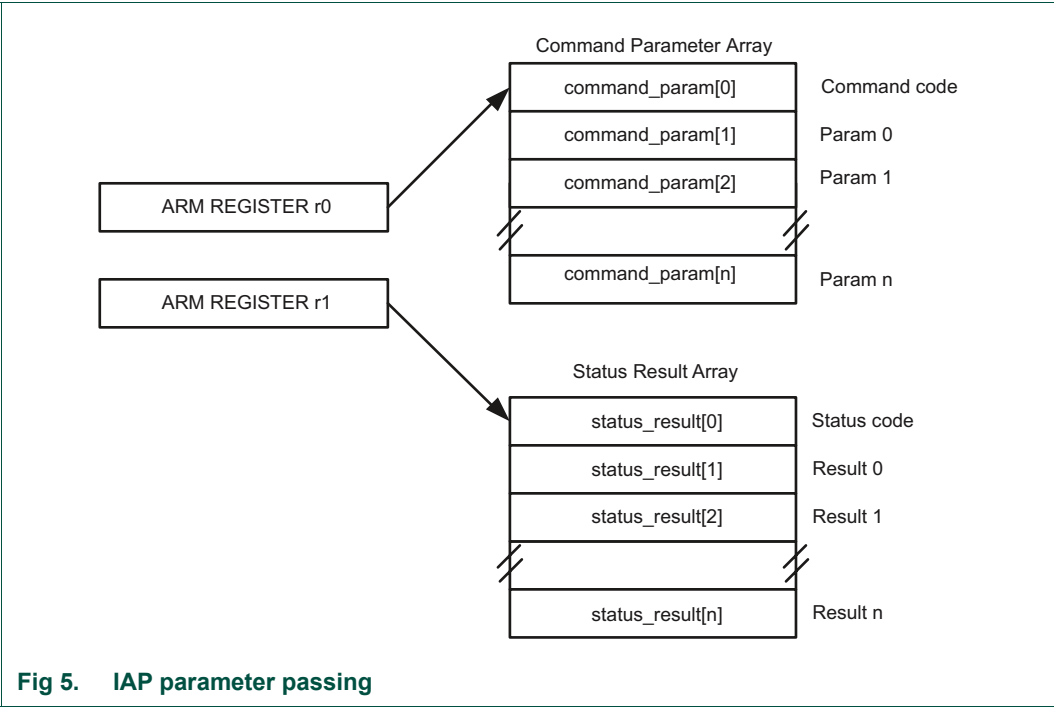 Command Parameter Array
command_param[0] Command code
command_param[1] Param 0
command_param[2] Param 1
ARM REGISTER r0
command_param[n] Param n
ARM REGISTER r1
Status Result Array
status_result[0] Status code
status_result[1] Result 0
status_result[2] Result 1
status_result[n] Result n
Fig 5. IAP parameter passing